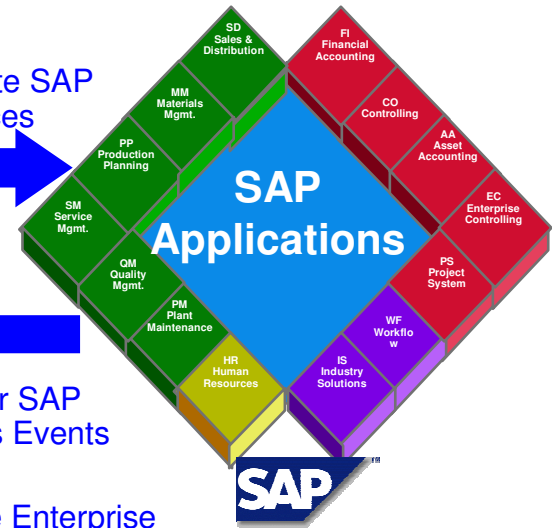 SD
Sales &
Distribution
FI
Financial
Accounting
MM
Materials
Mgmt.
CO
Controlling
PP
Production
Planning
AA
Asset
Accounting
SM
Service
Mgmt.
EC
Enterprise
Controlling
SAP
Applications
QM
Quality
Mgmt.
PS
Project
System
PM
Plant
Maintenance
WF
Workflo
w
HR
Human
Resources
IS
Industry
Solutions
te SAP
ces
r SAP
s Events
e Enterprise
SAP
TM